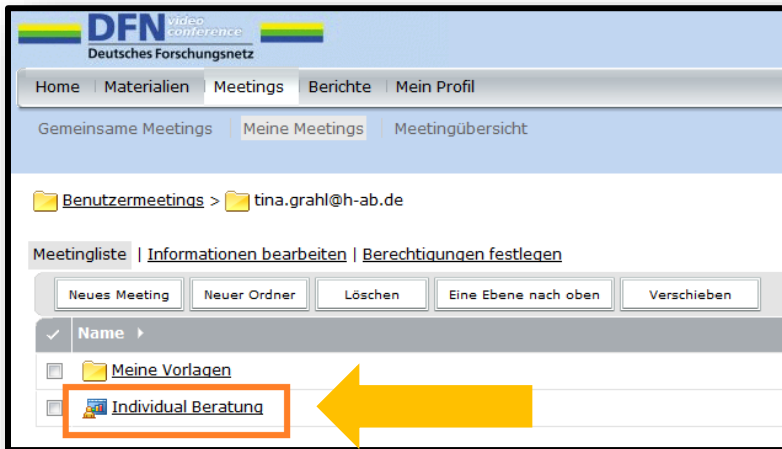 DFN video
conference
Deutsches Forschungsnetz
Home Materialien Meetings Berichte Mein Profil
Gemeinsame Meetings Meine Meetings Meetingübersicht
Benutzermeetings > tina.grahl@h-ab.de
Meetingliste | Informationen bearbeiten | Berechtigungen festlegen
Neues Meeting Neuer Ordner Löschen Eine Ebene nach oben Verschieben
Name
Meine Vorlagen
Individual Beratung